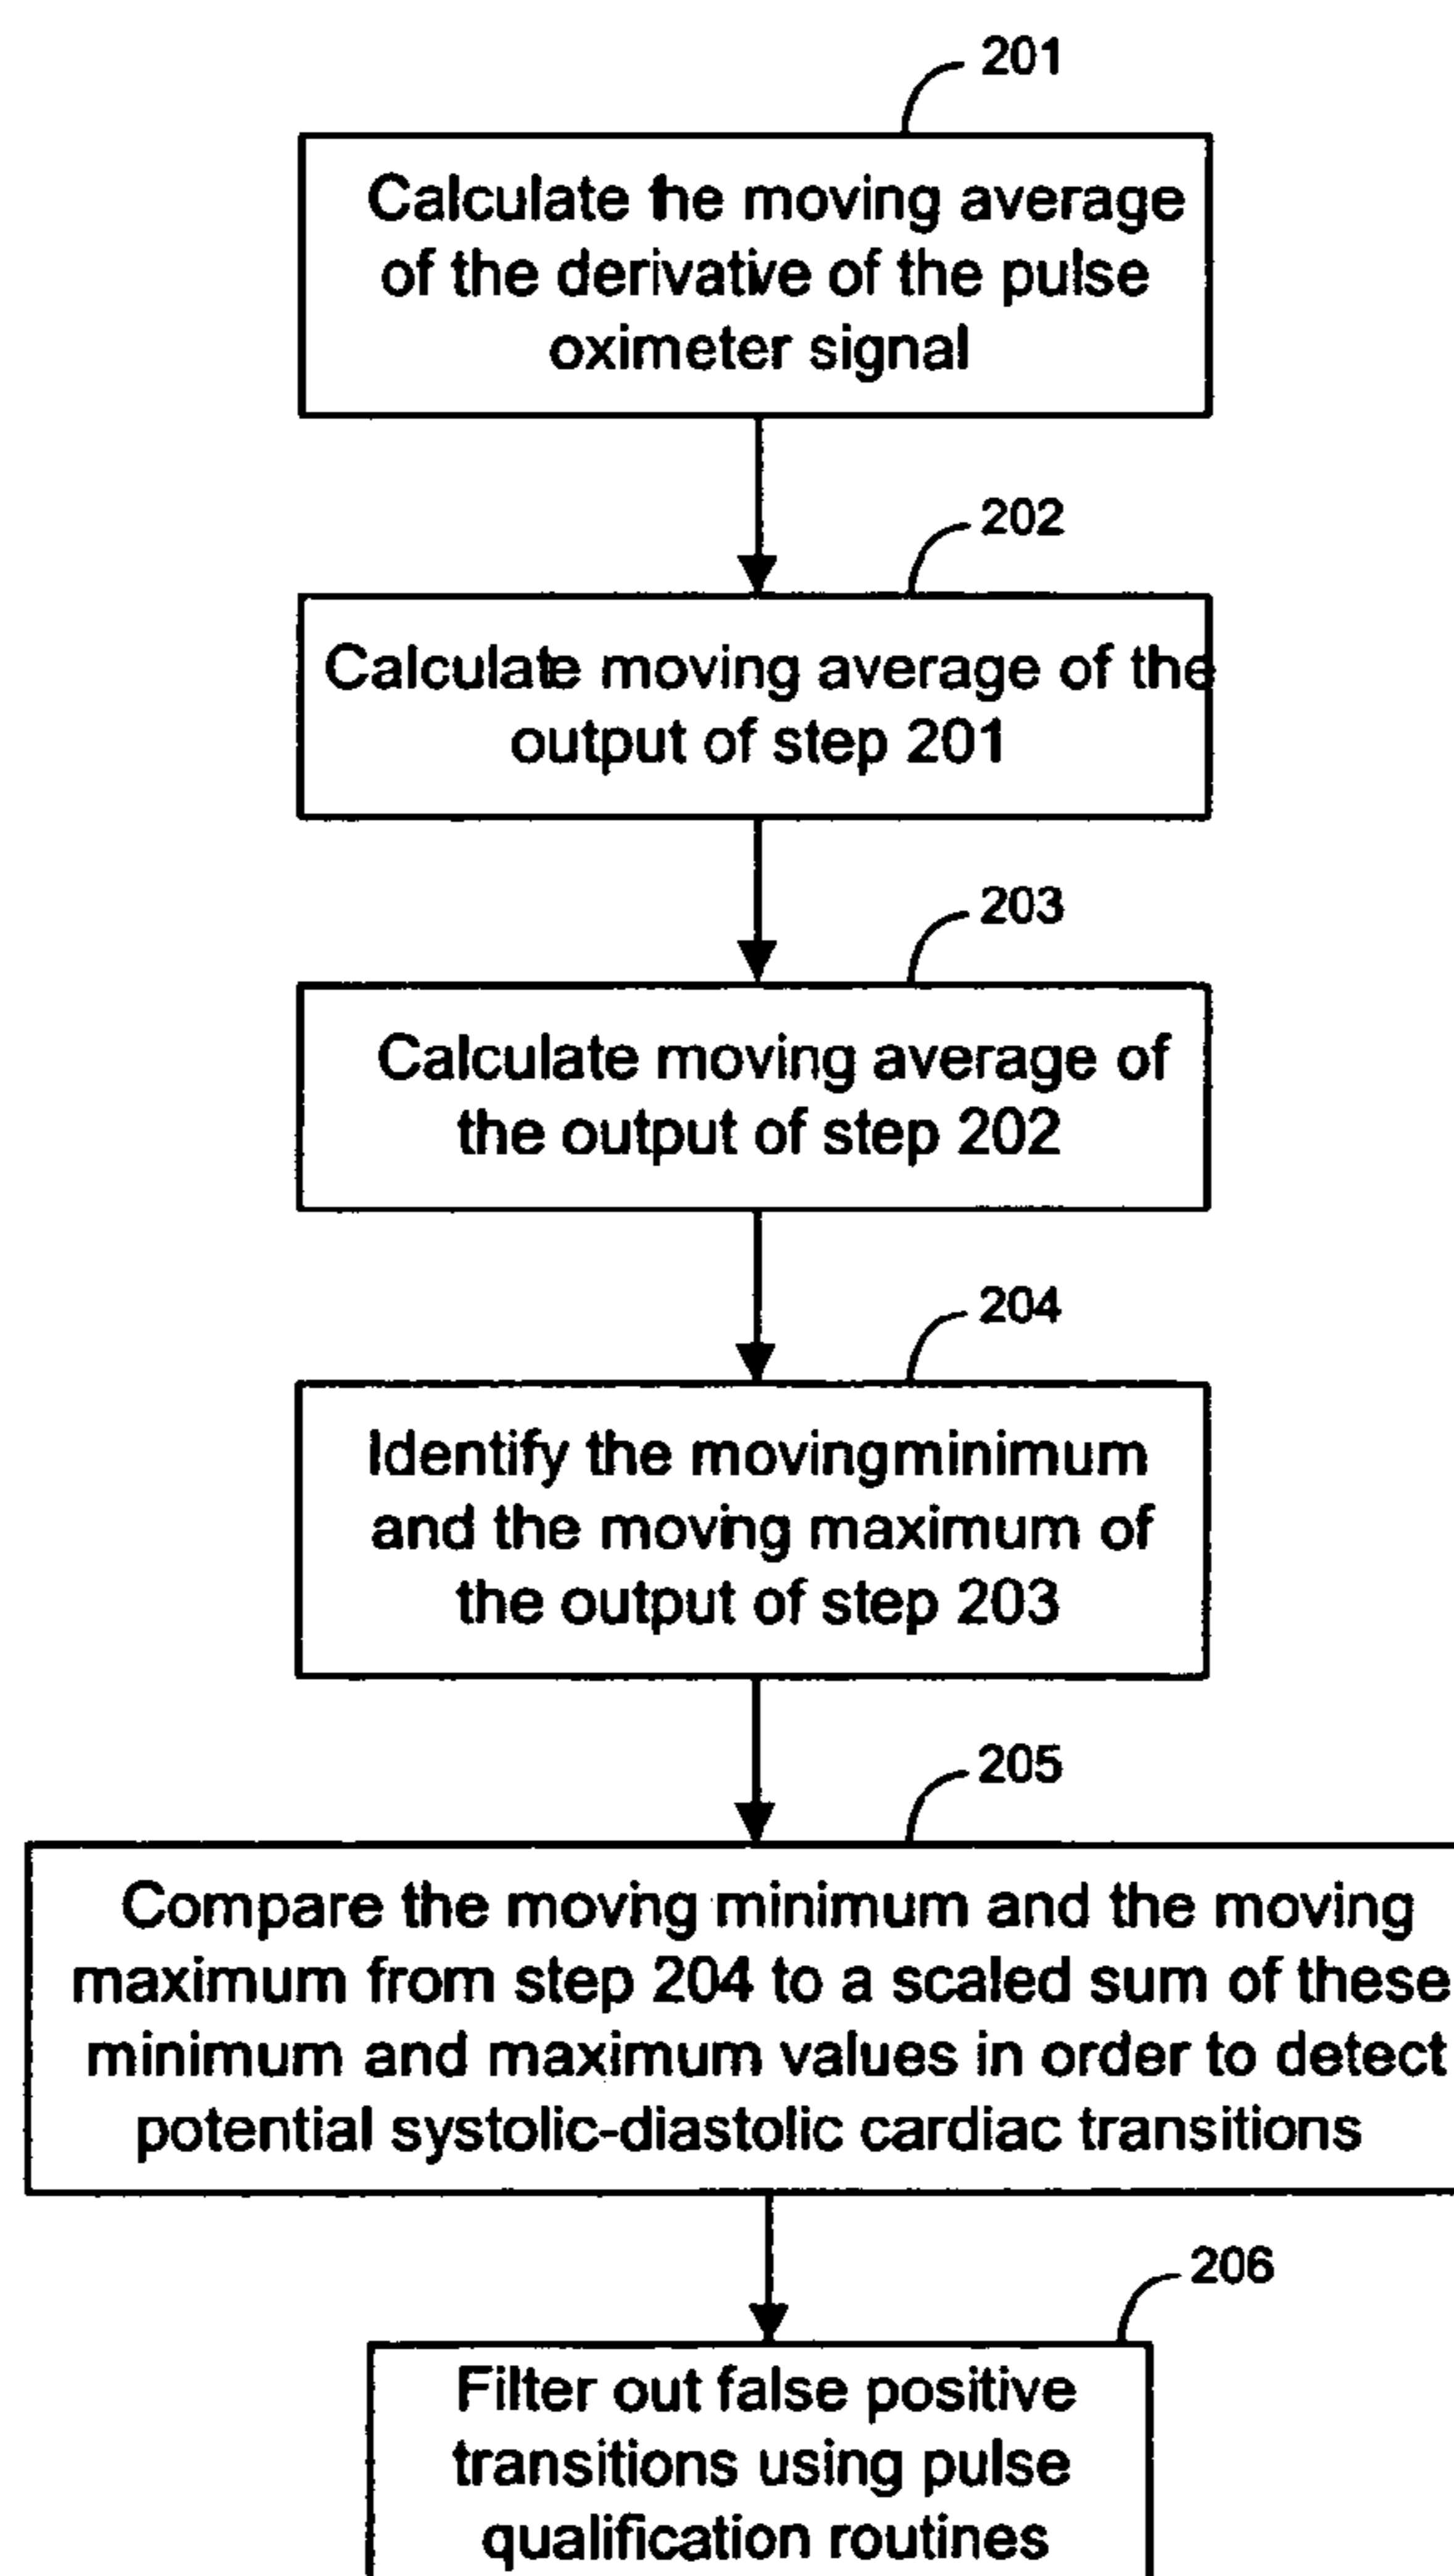 201
Calculate the moving average
of the derivative of the pulse
oximeter signal
202
Calculate moving average of the
output of step 201
203
Calculate moving average of
the output of step 202
204
Identify the movingminimum
and the moving maximum of
the output of step 203
205
Compare the moving minimum and the moving
maximum from step 204 to a scaled sum of these
minimum and maximum values in order to detect
potential systolic-diastolic cardiac transitions
206
Filter out false positive
transitions using pulse
qualification routines